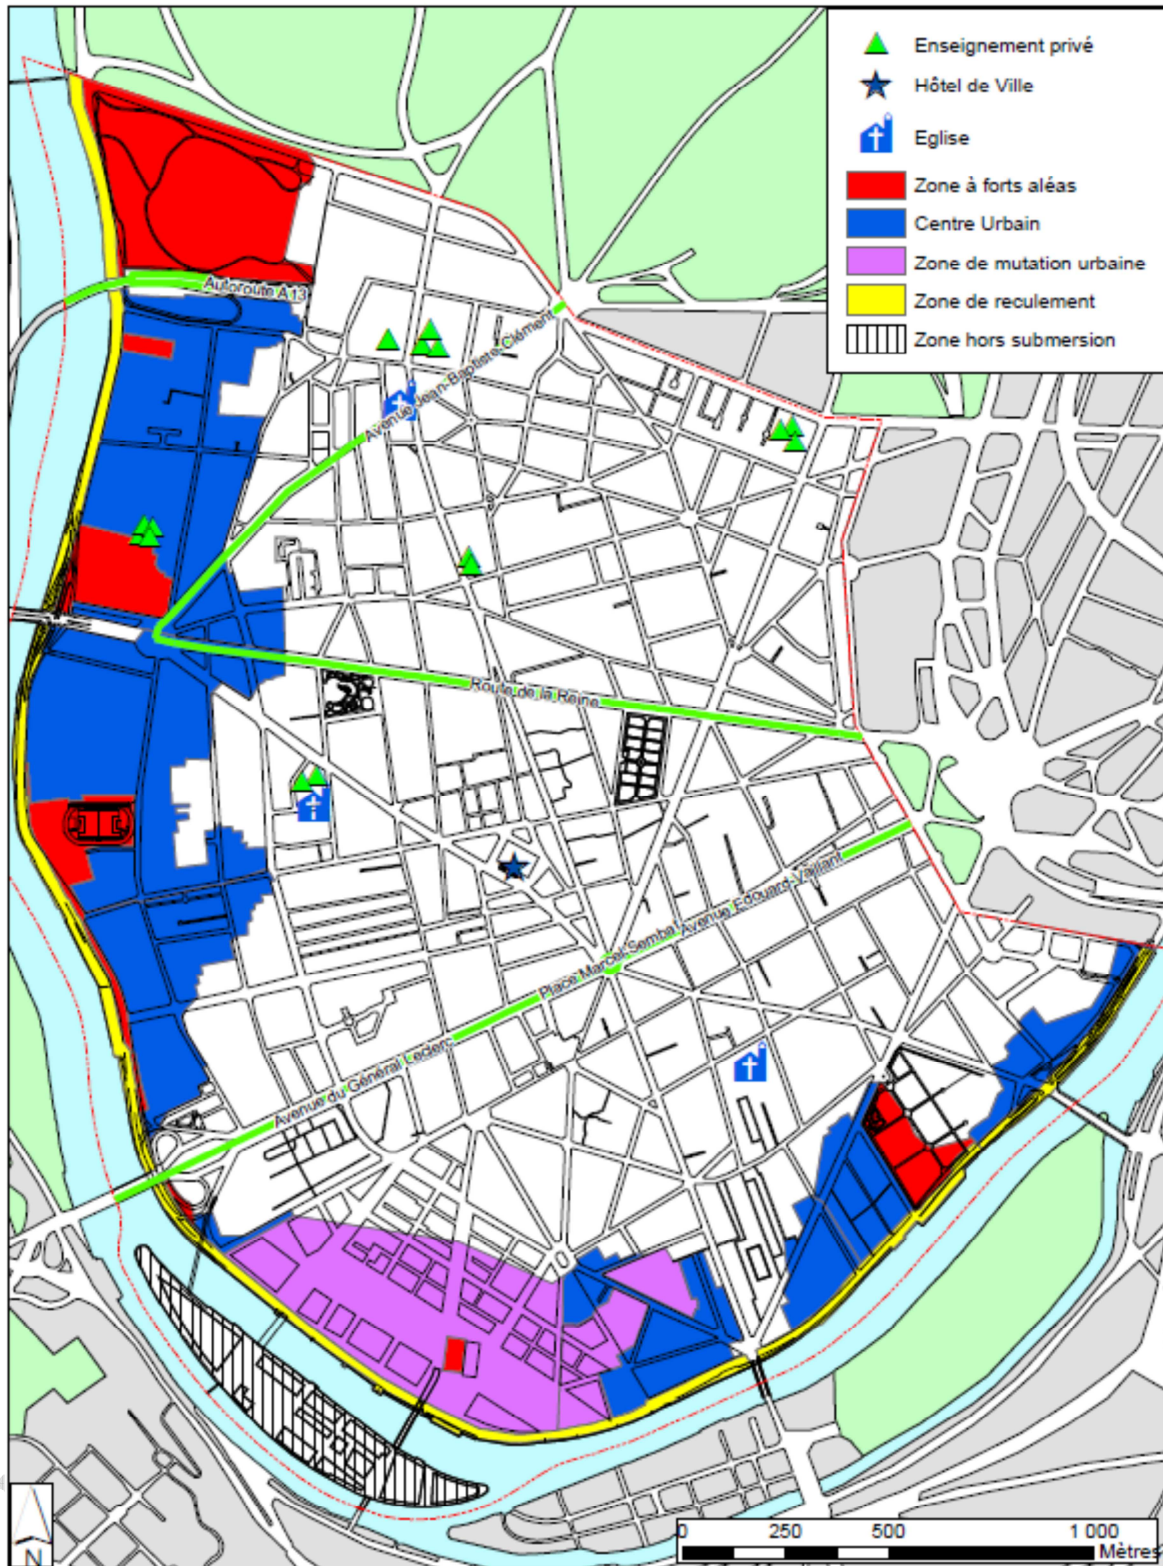 Enseignement privé
Hôtel de Ville
Eglise
Zone à forts aléas
Centre Urbain
Zone de mutation urbaine
Zone de reculement
Zone hors submersion
Autoroute A 13
Avenue Jean-Baptiste Clément
Route de la Reine
Place Marcel Sembat
Avenue Edouard Vaillant
Avenue du Général Leclerc
0 250 500 1 000
Mètres
N